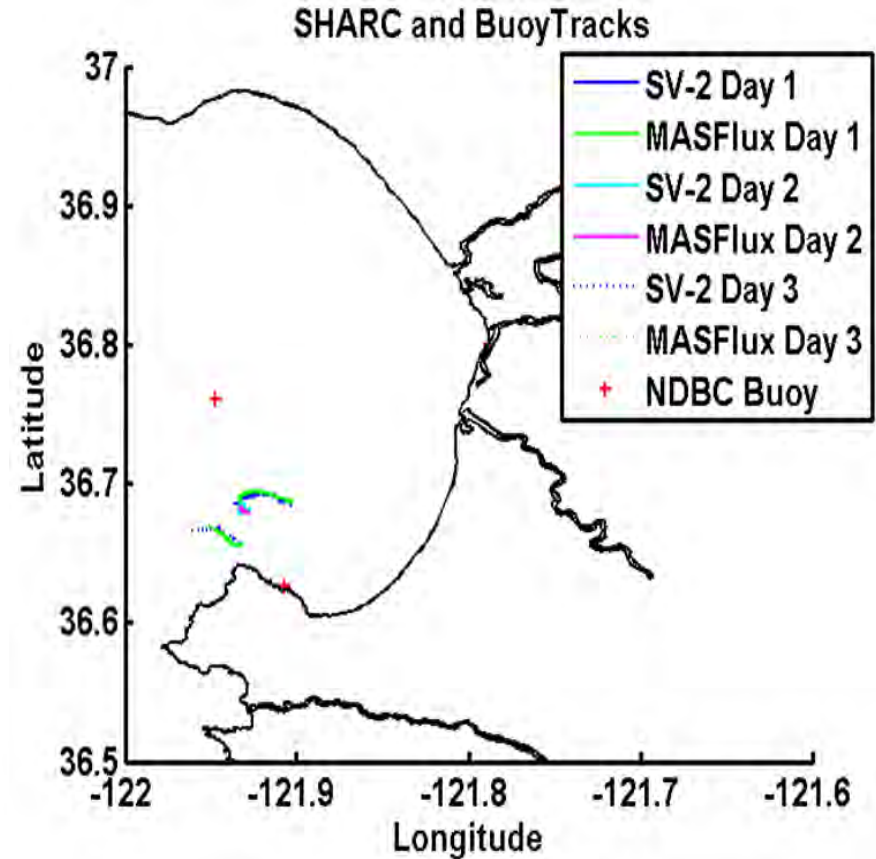 SHARC and BuoyTracks
SV-2 Day 1
MASFlux Day 1
SV-2 Day 2
MASFlux Day 2
SV-2 Day 3
MASFlux Day 3
NDBC Buoy
37
36.9
36.8
36.7
36.6
36.5
Latitude
-122
-121.9
-121.8
-121.7
-121.6
Longitude